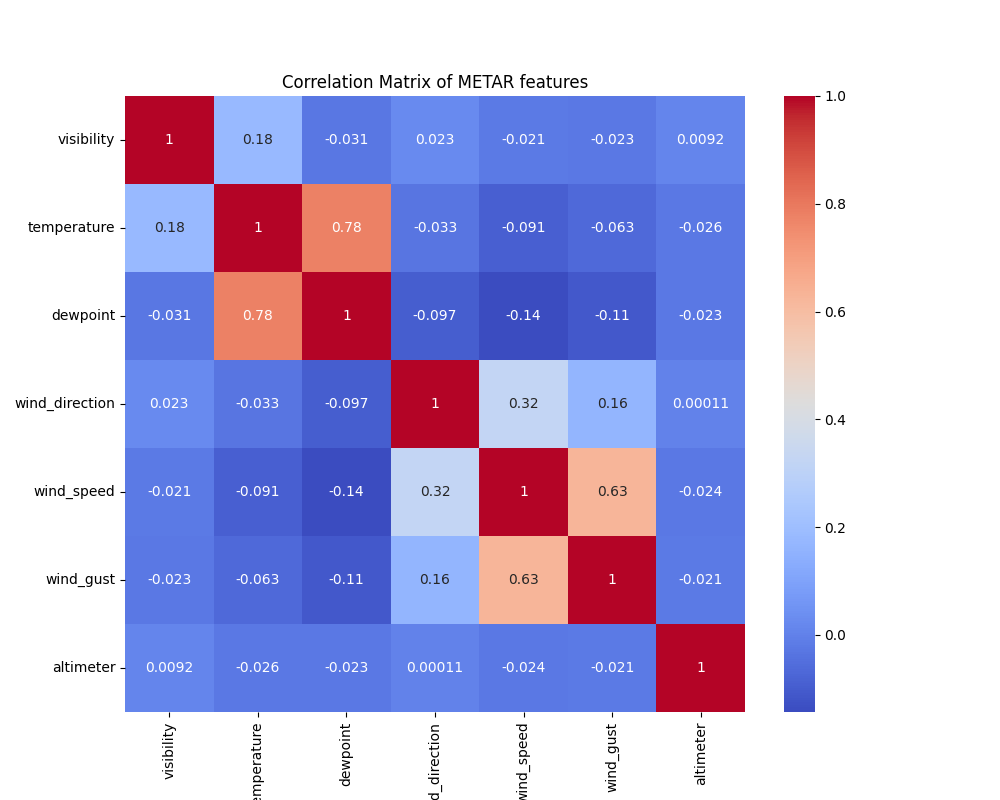 Correlation Matrix of METAR features
visibility 1 0.18 -0.031 0.023 -0.021 -0.023 0.0092
temperature 0.18 1 0.78 -0.033 -0.091 -0.063 -0.026
dewpoint -0.031 0.78 1 -0.097 -0.14 -0.11 -0.023
wind_direction 0.023 -0.033 -0.097 1 0.32 0.16 0.00011
wind_speed -0.021 -0.091 -0.14 0.32 1 0.63 -0.024
wind_gust -0.023 -0.063 -0.11 0.16 0.63 1 -0.021
altimeter 0.0092 -0.026 -0.023 0.00011 -0.024 -0.021 1
visibility
emperature
dewpoint
d_direction
wind_speed
wind_gust
altimeter
1.0
0.8
0.6
0.4
0.2
0.0